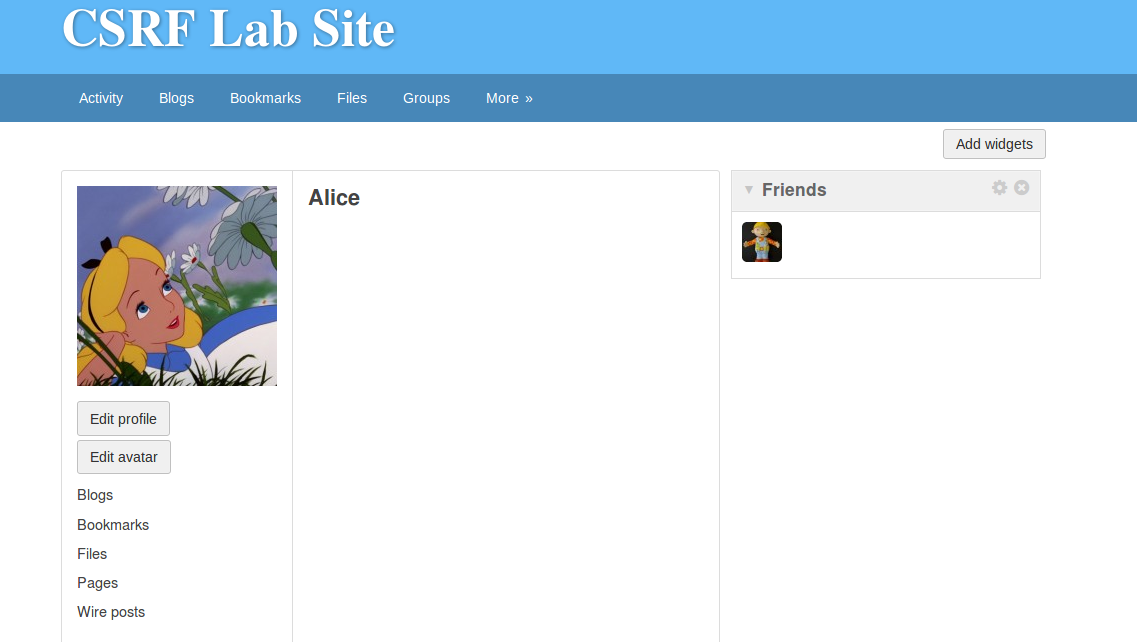 CSRF Lab Site
Activity Blogs Bookmarks Files Groups More »
Add widgets
Alice
Friends
Edit profile
Edit avatar
Blogs
Bookmarks
Files
Pages
Wire posts